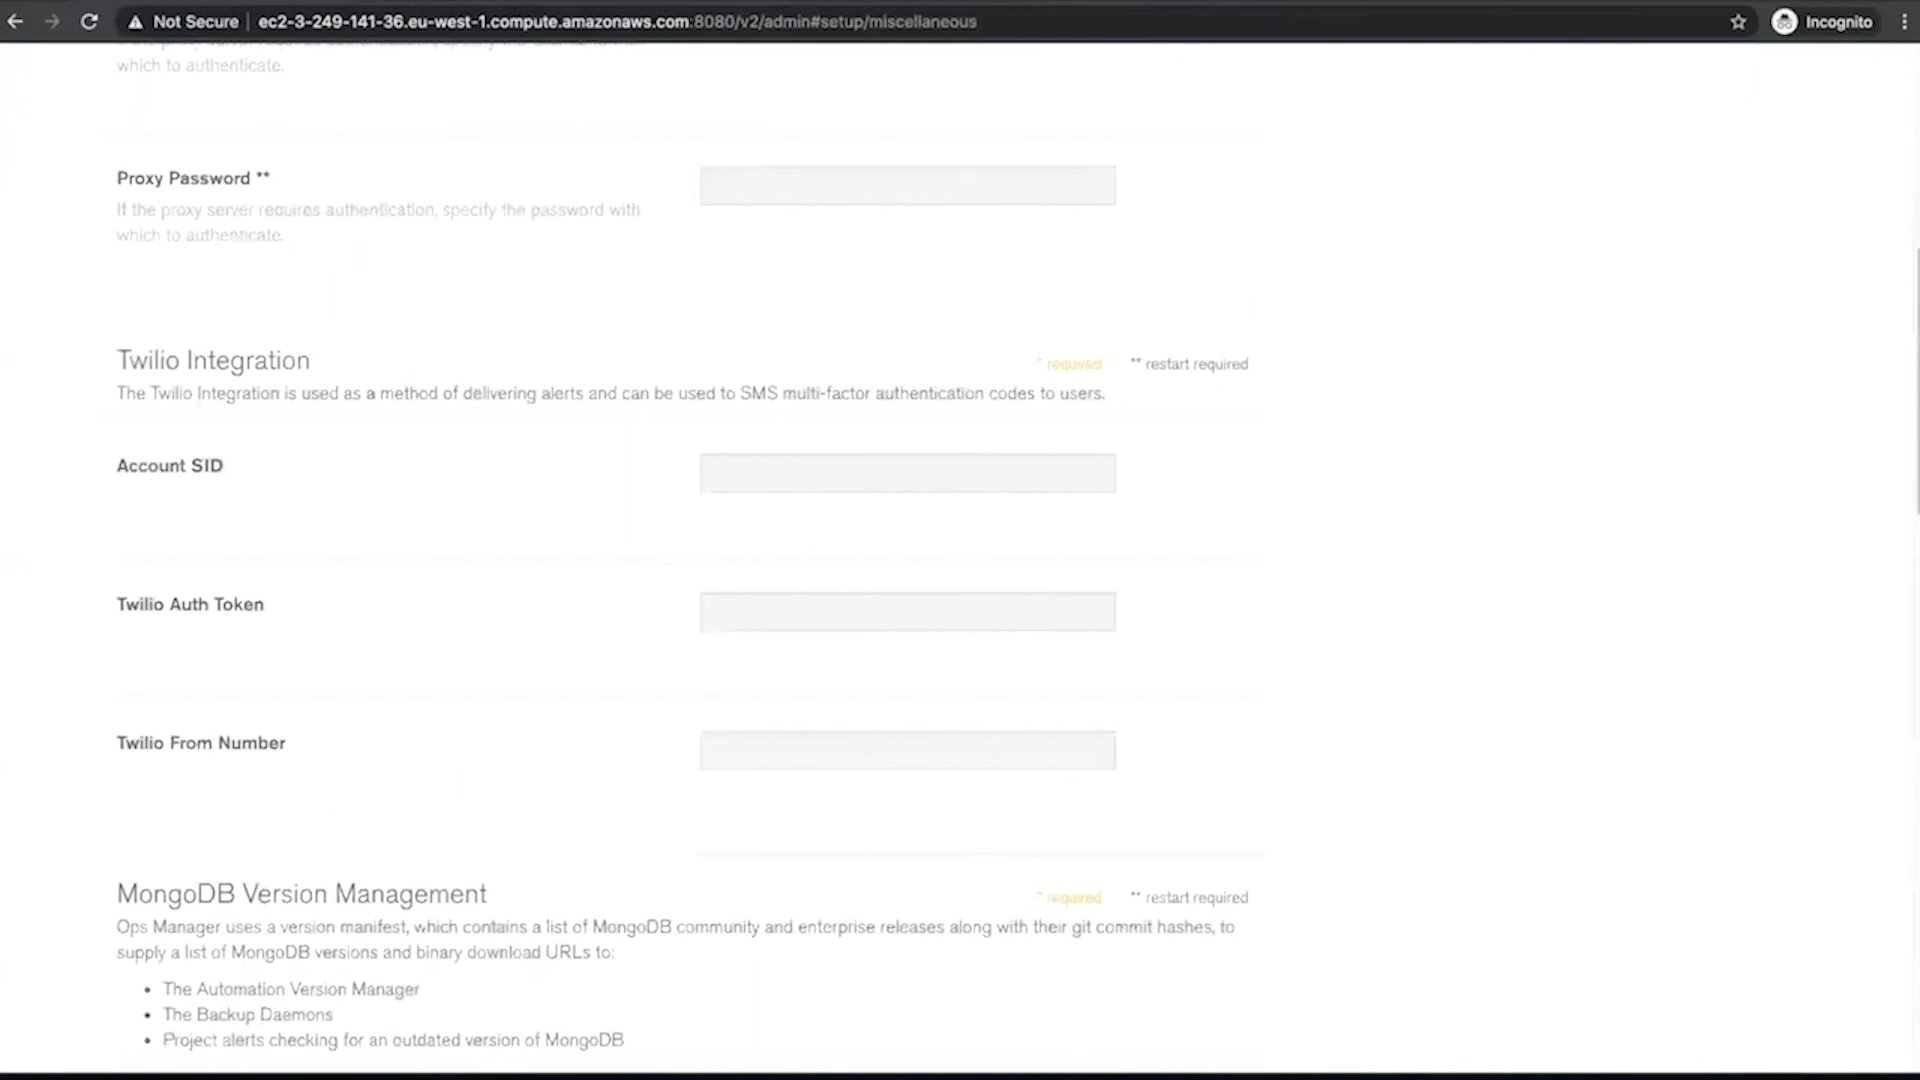 Not Secure | ec2-3-249-141-36.eu-west-1.compute.amazonaws.com:8080/v2/admin#setup/miscellaneous Incognito
which to authenticate.
Proxy Password **
If the proxy server requires authentication, specify the password with
which to authenticate.
Twilio Integration * required ** restart required
The Twilio Integration is used as a method of delivering alerts and can be used to SMS multi-factor authentication codes to users.
Account SID
Twilio Auth Token
Twilio From Number
MongoDB Version Management * required ** restart required
Ops Manager uses a version manifest, which contains a list of MongoDB community and enterprise releases along with their git commit hashes, to
supply a list of MongoDB versions and binary download URLs to:
• The Automation Version Manager
• The Backup Daemons
• Project alerts checking for an outdated version of MongoDB